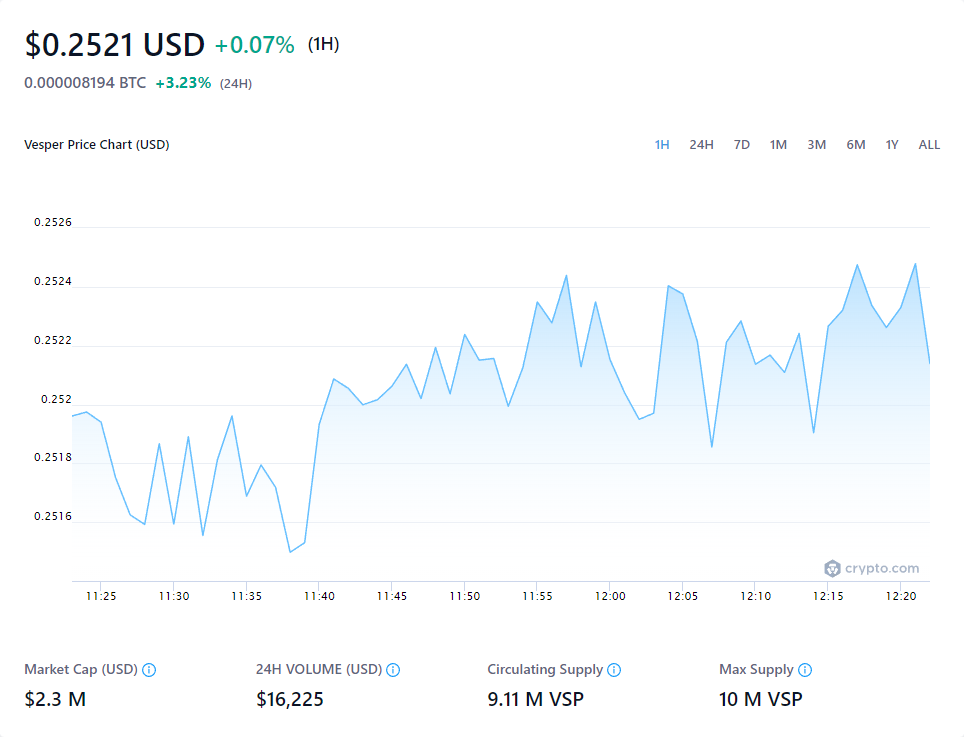 $0.2521 USD +0.07% (1H)
0.000008194 BTC +3.23% (24H)
Vesper Price Chart (USD) 1H 24H 7D 1M 3M 6M 1Y ALL
0.2526
0.2524
0.2522
0.252
0.2518
0.2516
crypto.com
11:25 11:30 11:35 11:40 11:45 11:50 11:55 12:00 12:05 12:10 12:15 12:20
Market Cap (USD) 24H VOLUME (USD) Circulating Supply Max Supply
$2.3 M $16,225 9.11 M VSP 10 M VSP